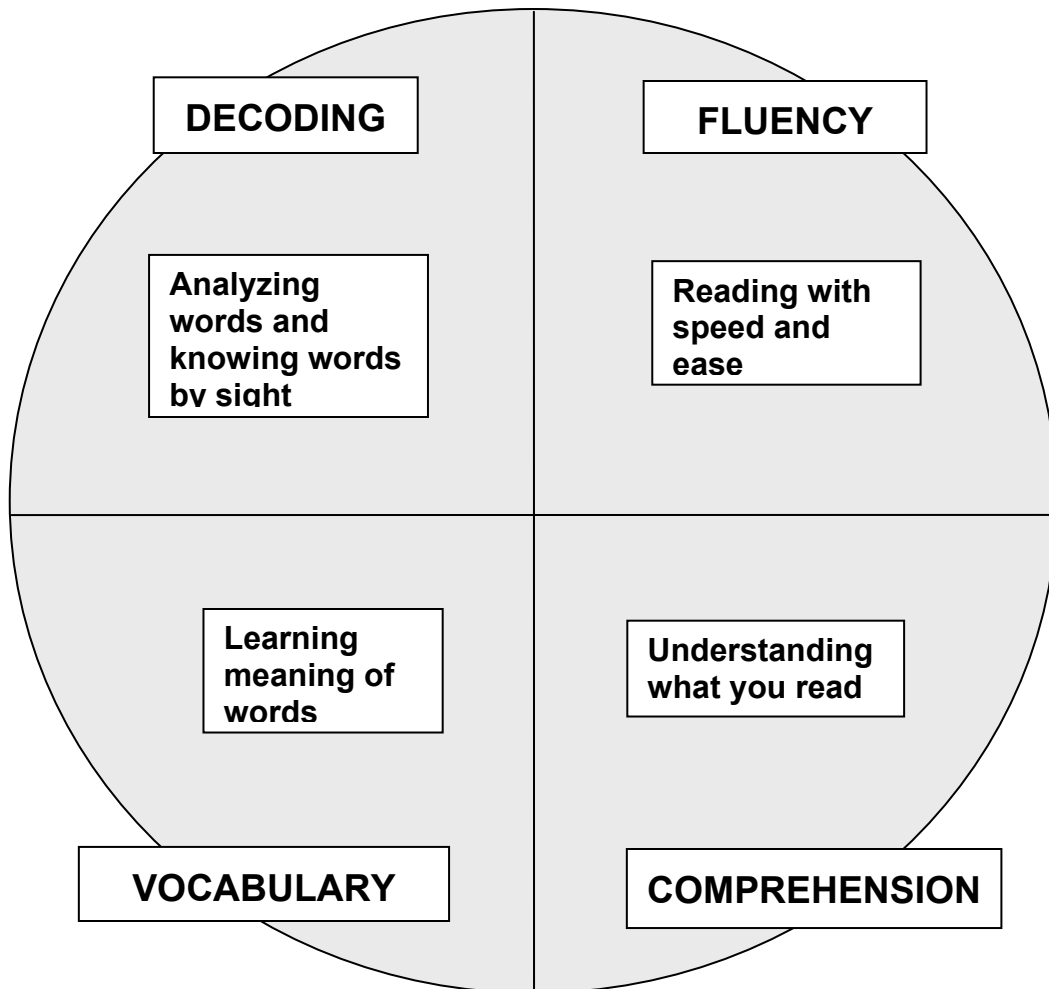 DECODING
FLUENCY
Analyzing
words and
knowing words
by sight
Reading with
speed and
ease
Learning
meaning of
words
Understanding
what you read
VOCABULARY
COMPREHENSION